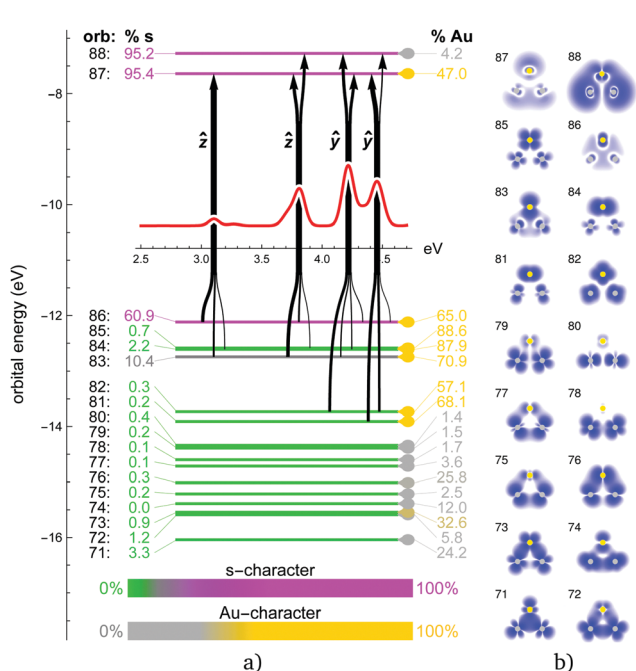 orb: % s % Au
88: 95.2 4.2
87: 95.4 47.0
−8
ẑ ẑ ŷ ŷ
−10
2.5 3.0 3.5 4.0 4.5 eV
orbital energy (eV)
−12
86: 60.9 65.0
85: 0.7 88.6
84: 2.2 87.9
83: 10.4 70.9
82: 0.3 57.1
81: 0.2 68.1
80: 0.4 1.4
79: 0.2 1.5
−14
78: 0.1 1.7
77: 0.1 3.6
76: 0.3 25.8
75: 0.2 2.5
74: 0.0 12.0
73: 0.9 32.6
72: 1.2 5.8
−16
71: 3.3 24.2
s−character
0% 100%
Au−character
0% 100%
a)
87 88
85 86
83 84
81 82
79 80
77 78
75 76
73 74
71 72
b)